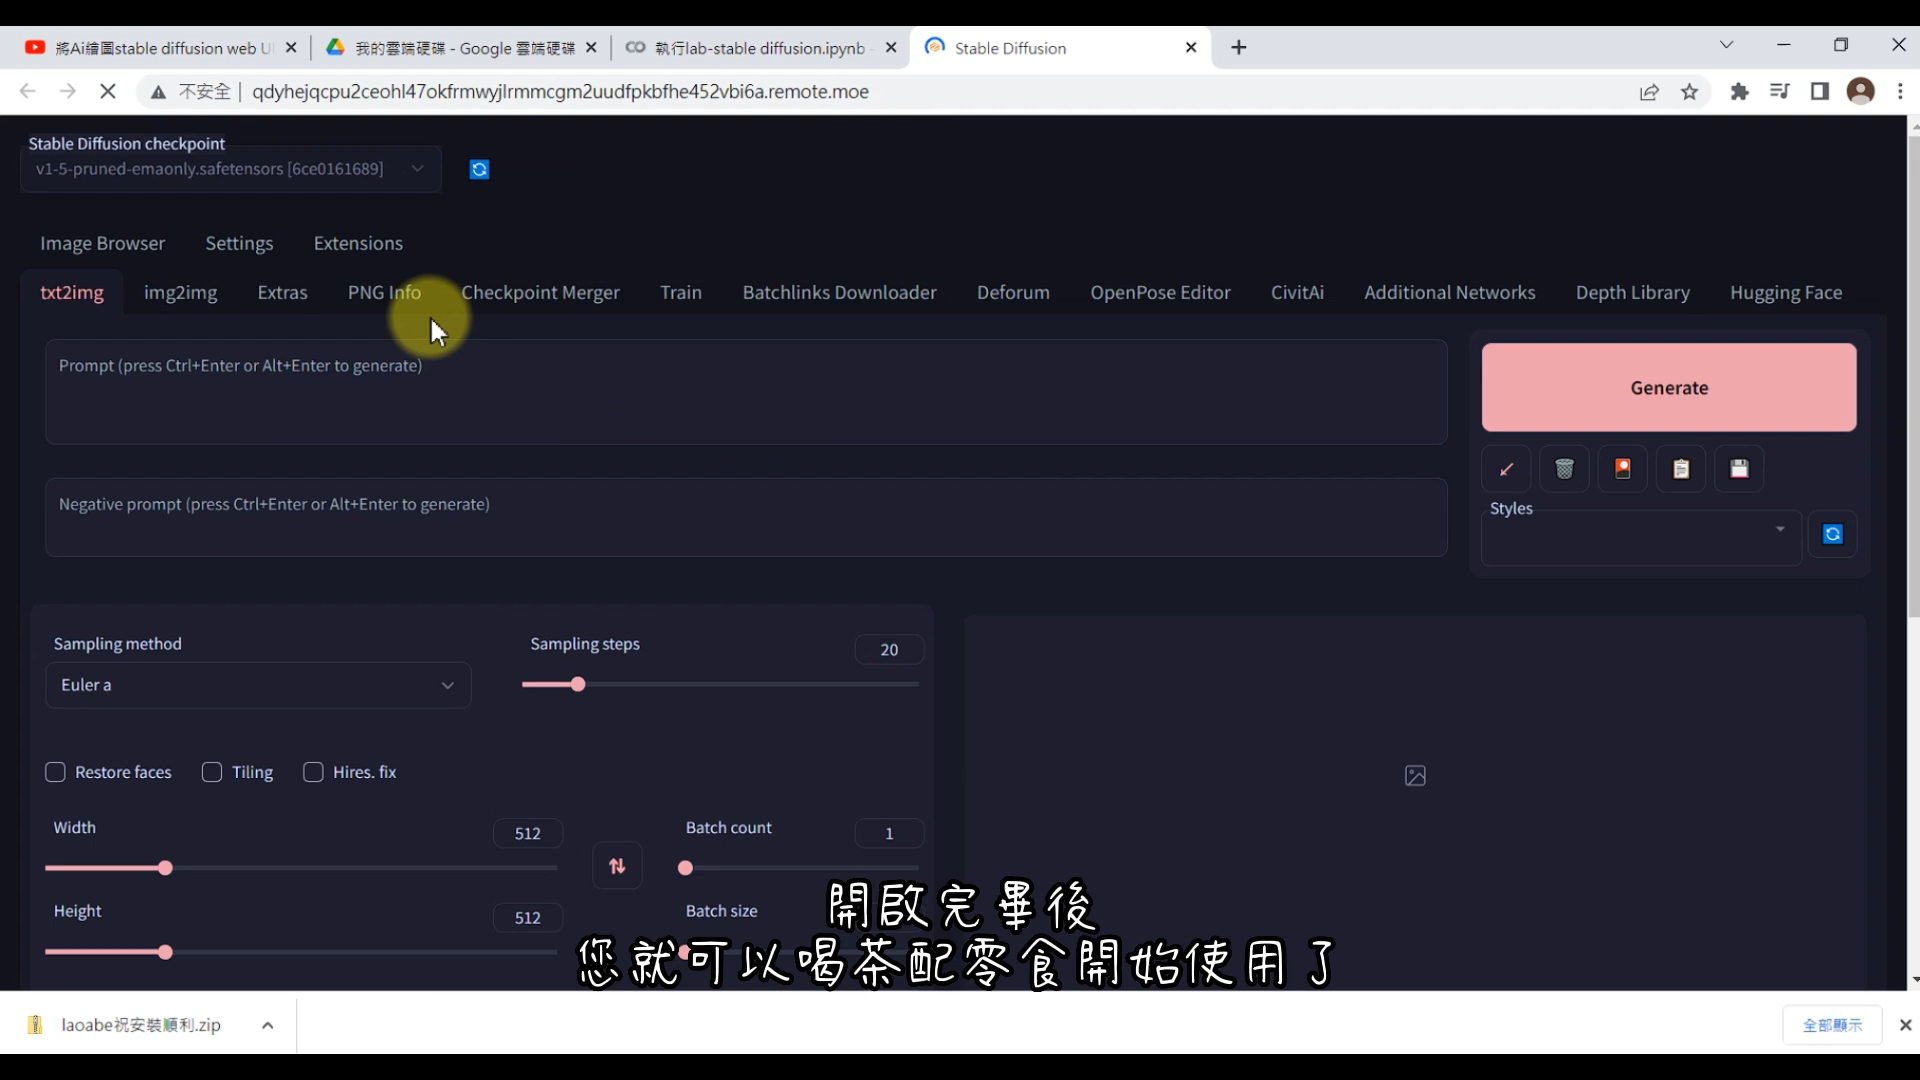 將Ai繪圖stable diffusion web U
我的雲端硬碟 - Google 雲端硬碟
執行lab-stable diffusion.ipynb
Stable Diffusion
不安全 | qdyhejqcpu2ceohl47okfrmwyjlrmmcgm2uudfpkbfhe452vbi6a.remote.moe
Stable Diffusion checkpoint
v1-5-pruned-emaonly.safetensors [6ce0161689]
Image Browser Settings Extensions
txt2img img2img Extras PNG Info Checkpoint Merger Train Batchlinks Downloader Deforum OpenPose Editor CivitAi Additional Networks Depth Library Hugging Face
Prompt (press Ctrl+Enter or Alt+Enter to generate)
Generate
Negative prompt (press Ctrl+Enter or Alt+Enter to generate)
Styles
Sampling method
Euler a
Sampling steps
20
Restore faces Tiling Hires. fix
Width
512
Batch count
1
Height
512
Batch size
開啟完畢後
您就可以喝茶配零食開始使用了
laoabe祝安裝順利.zip
全部顯示